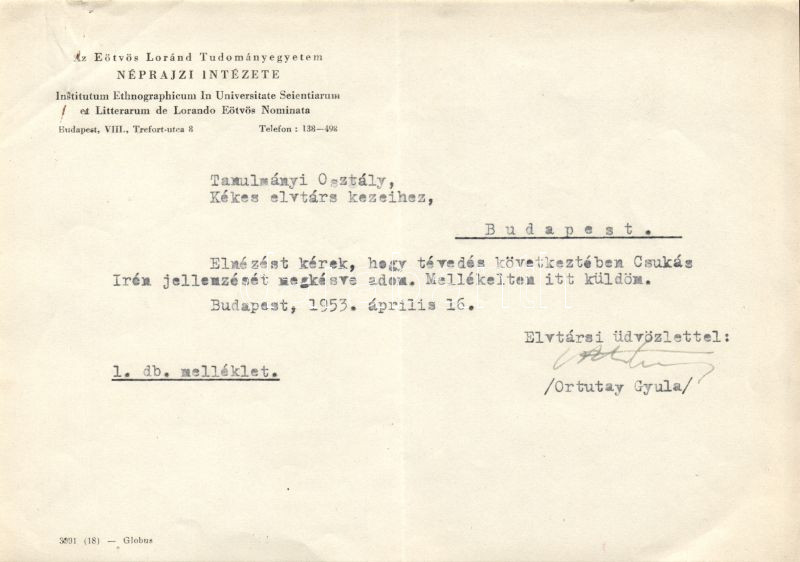 Az Eötvös Loránd Tudományegyetem
NÉPRAJZI INTÉZETE
Institutum Ethnographicum In Universitate Seientiarum
et Litterarum de Lorando Eötvös Nominata
Budapest, VIII., Trefort-utca 8 Telefon : 138—498
Tanulmányi Osztály,
Kékes elvtárs kezeihez,
Budapest.
Elnézést kérek, hogy tévedés következtében Csukás
Irén jellemzését megkésve adom. Mellékelten itt küldöm.
Budapest, 1953. április 16.
Elvtársi üdvözlettel:
/Ortutay Gyula/
1. db. melléklet.
3591 (18) — Globus